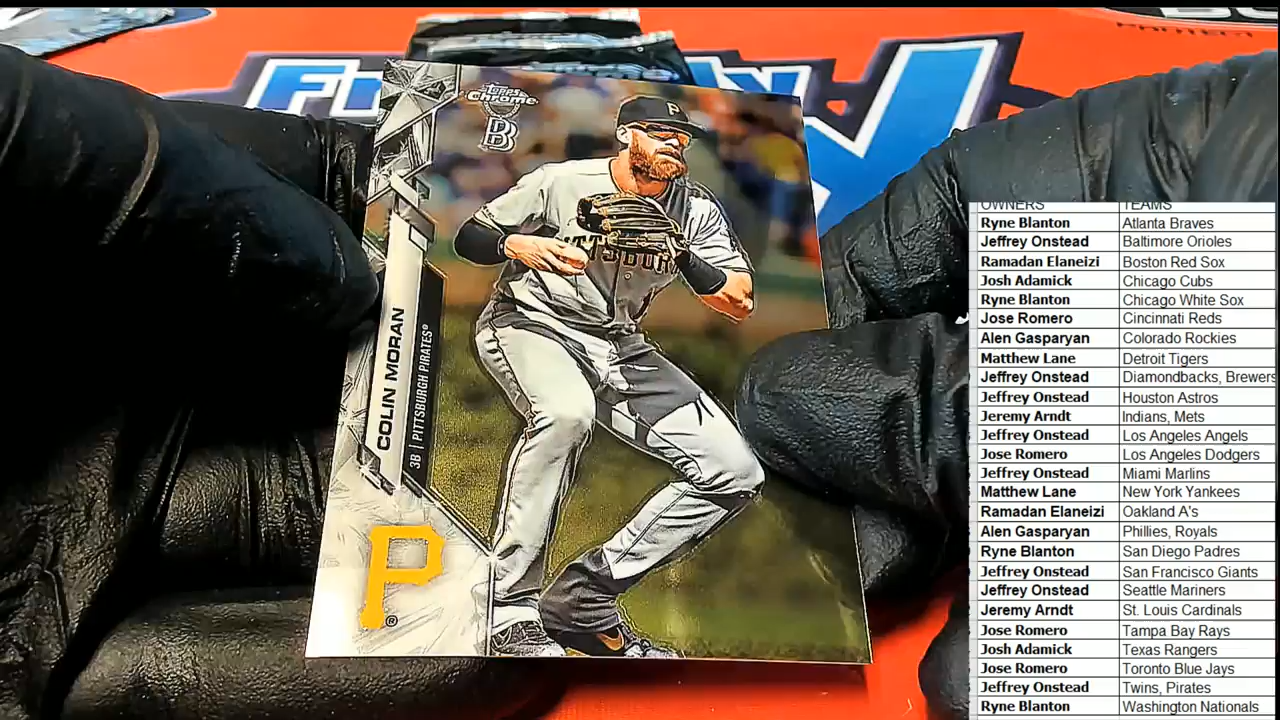 Topps
Chrome
B
P
PITTSBUR
COLIN MORAN
3B | PITTSBURGH PIRATES®
P®
OWNERS TEAMS
Ryne Blanton Atlanta Braves
Jeffrey Onstead Baltimore Orioles
Ramadan Elaneizi Boston Red Sox
Josh Adamick Chicago Cubs
Ryne Blanton Chicago White Sox
Jose Romero Cincinnati Reds
Alen Gasparyan Colorado Rockies
Matthew Lane Detroit Tigers
Jeffrey Onstead Diamondbacks, Brewers
Jeffrey Onstead Houston Astros
Jeremy Arndt Indians, Mets
Jeffrey Onstead Los Angeles Angels
Jose Romero Los Angeles Dodgers
Jeffrey Onstead Miami Marlins
Matthew Lane New York Yankees
Ramadan Elaneizi Oakland A's
Alen Gasparyan Phillies, Royals
Ryne Blanton San Diego Padres
Jeffrey Onstead San Francisco Giants
Jeffrey Onstead Seattle Mariners
Jeremy Arndt St. Louis Cardinals
Jose Romero Tampa Bay Rays
Josh Adamick Texas Rangers
Jose Romero Toronto Blue Jays
Jeffrey Onstead Twins, Pirates
Ryne Blanton Washington Nationals